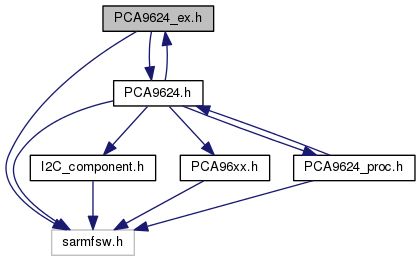 PCA9624_ex.h
PCA9624.h
I2C_component.h
PCA96xx.h
PCA9624_proc.h
sarmfsw.h